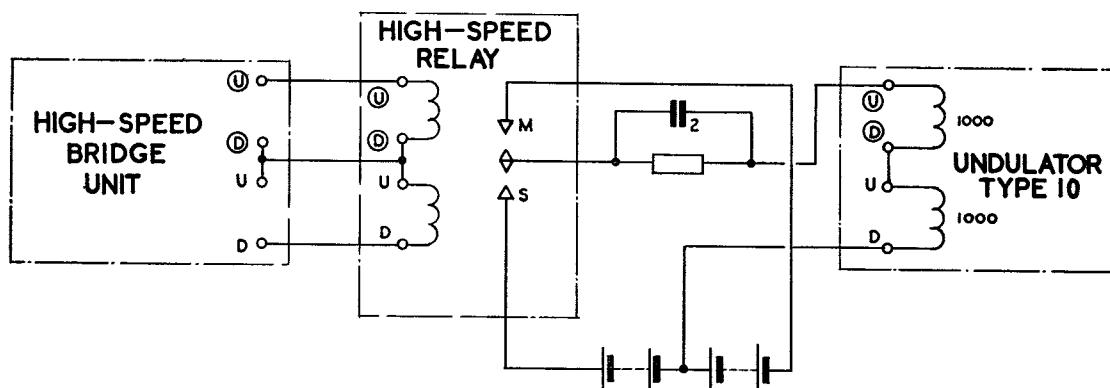 HIGH-SPEED
BRIDGE
UNIT
U
D
U
D
HIGH-SPEED
RELAY
U
D
U
D
M
S
2
U
D
U
D
1000
1000
UNDULATOR
TYPE 10